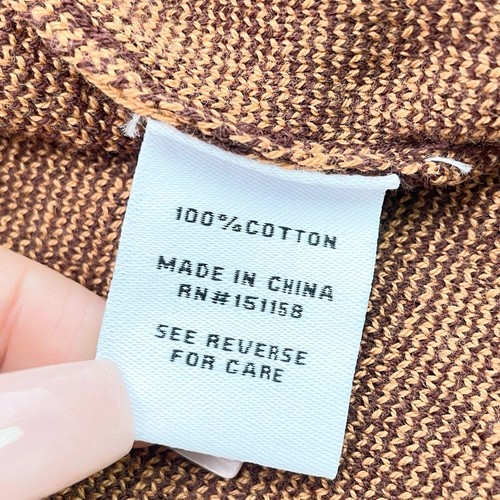 100%COTTON
MADE IN CHINA
RN#151158
SEE REVERSE
FOR CARE